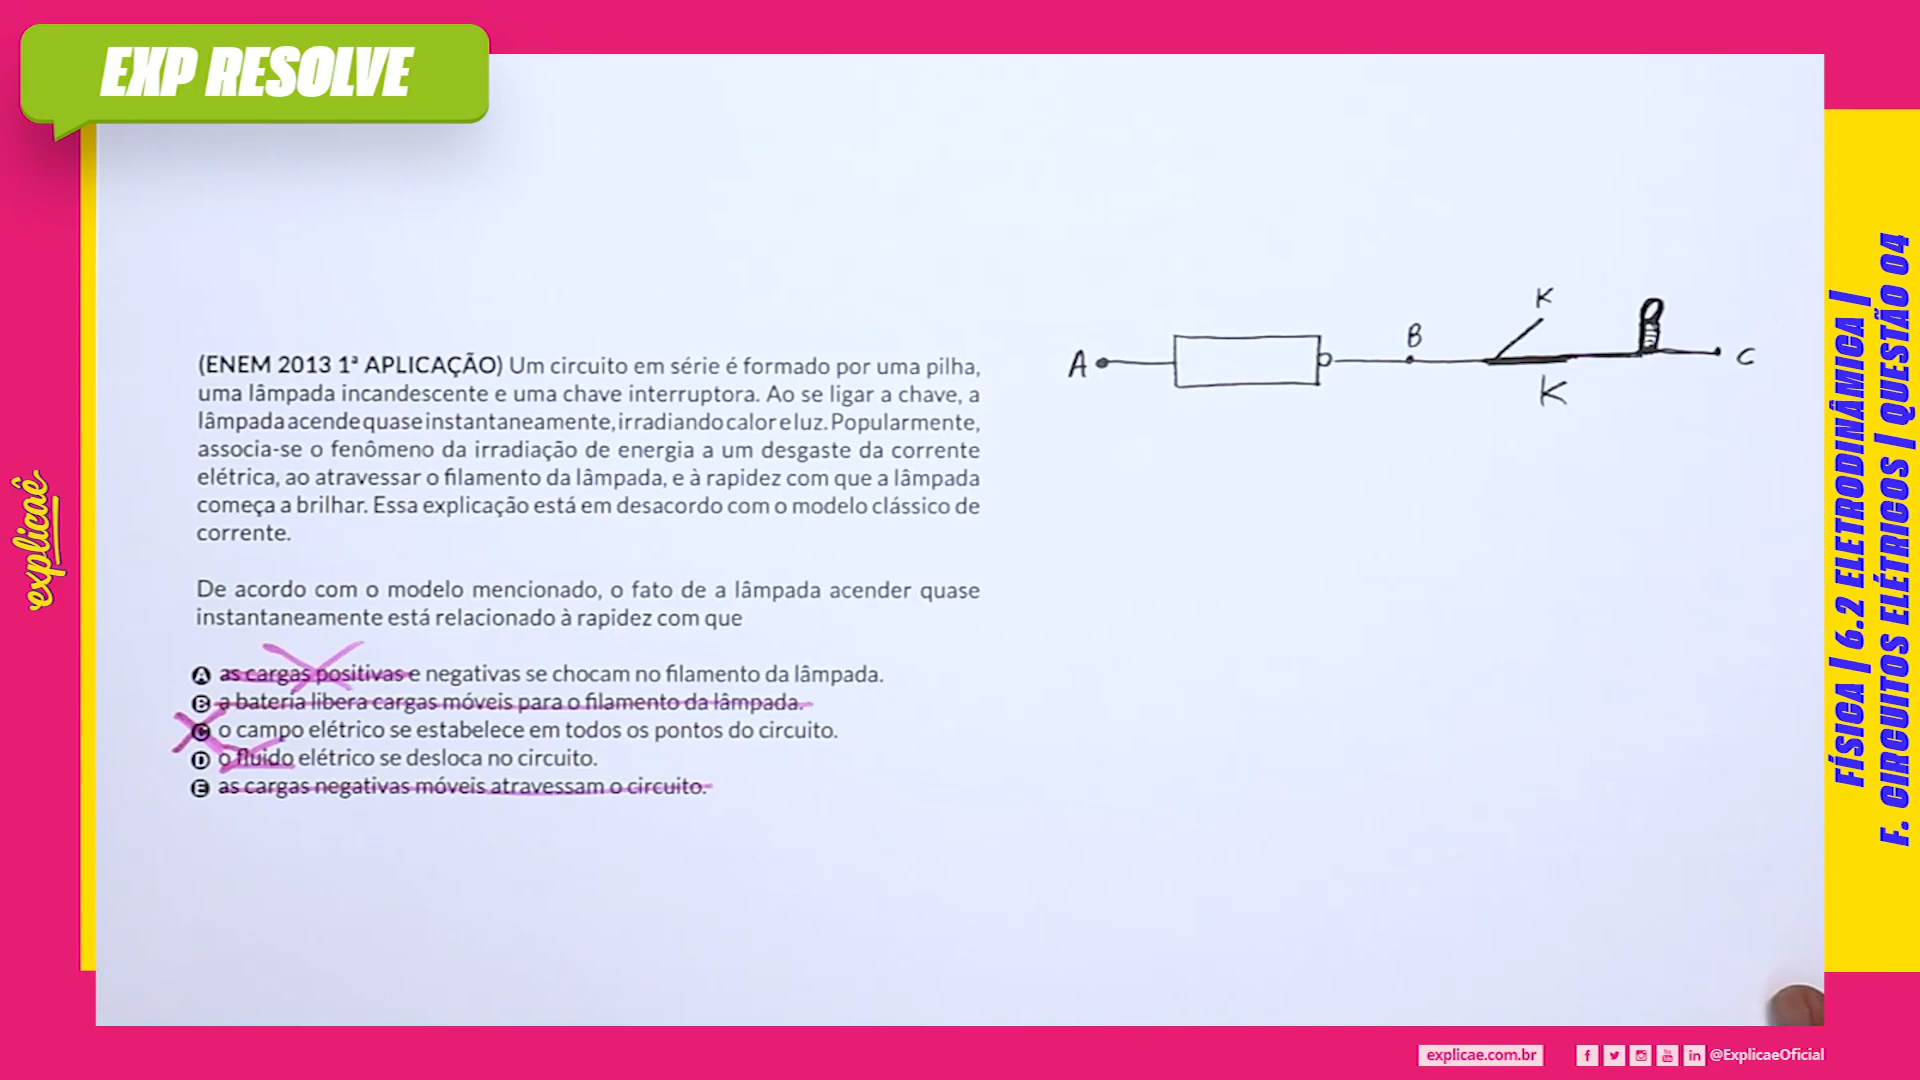 EXP RESOLVE
(ENEM 2013 1ª APLICAÇÃO) Um circuito em série é formado por uma pilha,
uma lâmpada incandescente e uma chave interruptora. Ao se ligar a chave, a
lâmpada acende quase instantaneamente, irradiando calor e luz. Popularmente,
associa-se o fenômeno da irradiação de energia a um desgaste da corrente
elétrica, ao atravessar o filamento da lâmpada, e à rapidez com que a lâmpada
começa a brilhar. Essa explicação está em desacordo com o modelo clássico de
corrente.
De acordo com o modelo mencionado, o fato de a lâmpada acender quase
instantaneamente está relacionado à rapidez com que
A as cargas positivas e negativas se chocam no filamento da lâmpada.
B a bateria libera cargas móveis para o filamento da lâmpada.
C o campo elétrico se estabelece em todos os pontos do circuito.
D o fluido elétrico se desloca no circuito.
E as cargas negativas móveis atravessam o circuito.
A
B
K
K
C
explicaê
FÍSICA | 6.2 ELETRODINÂMICA |
F. CIRCUITOS ELÉTRICOS | QUESTÃO 04
explicae.com.br
@ExplicaeOficial